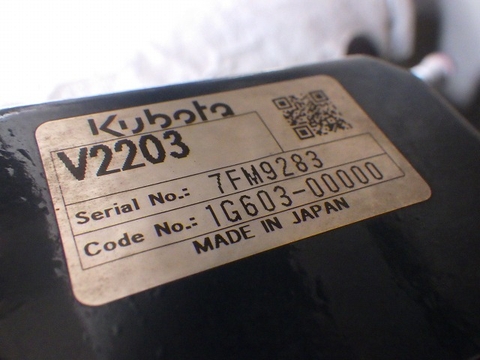 Kubota
V2203
Serial No.: 7FM9283
Code No.: 1G603-00000
MADE IN JAPAN